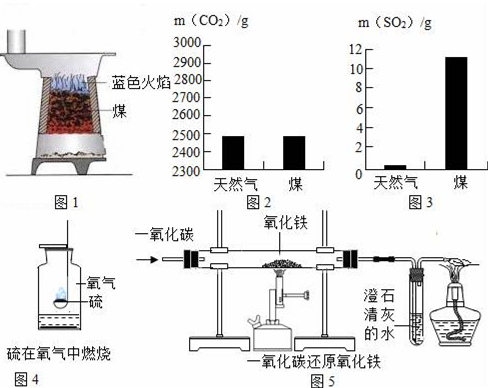 蓝色火焰
煤
图1
m（CO₂）/g
3000
2900
2800
2700
2600
2500
2400
2300
天然气 煤
图2
m（SO₂）/g
12
10
8
6
4
2
0
天然气 煤
图3
氧气
硫
硫在氧气中燃烧
图4
一氧化碳
氧化铁
澄石
清灰
的水
一氧化碳还原氧化铁
图5